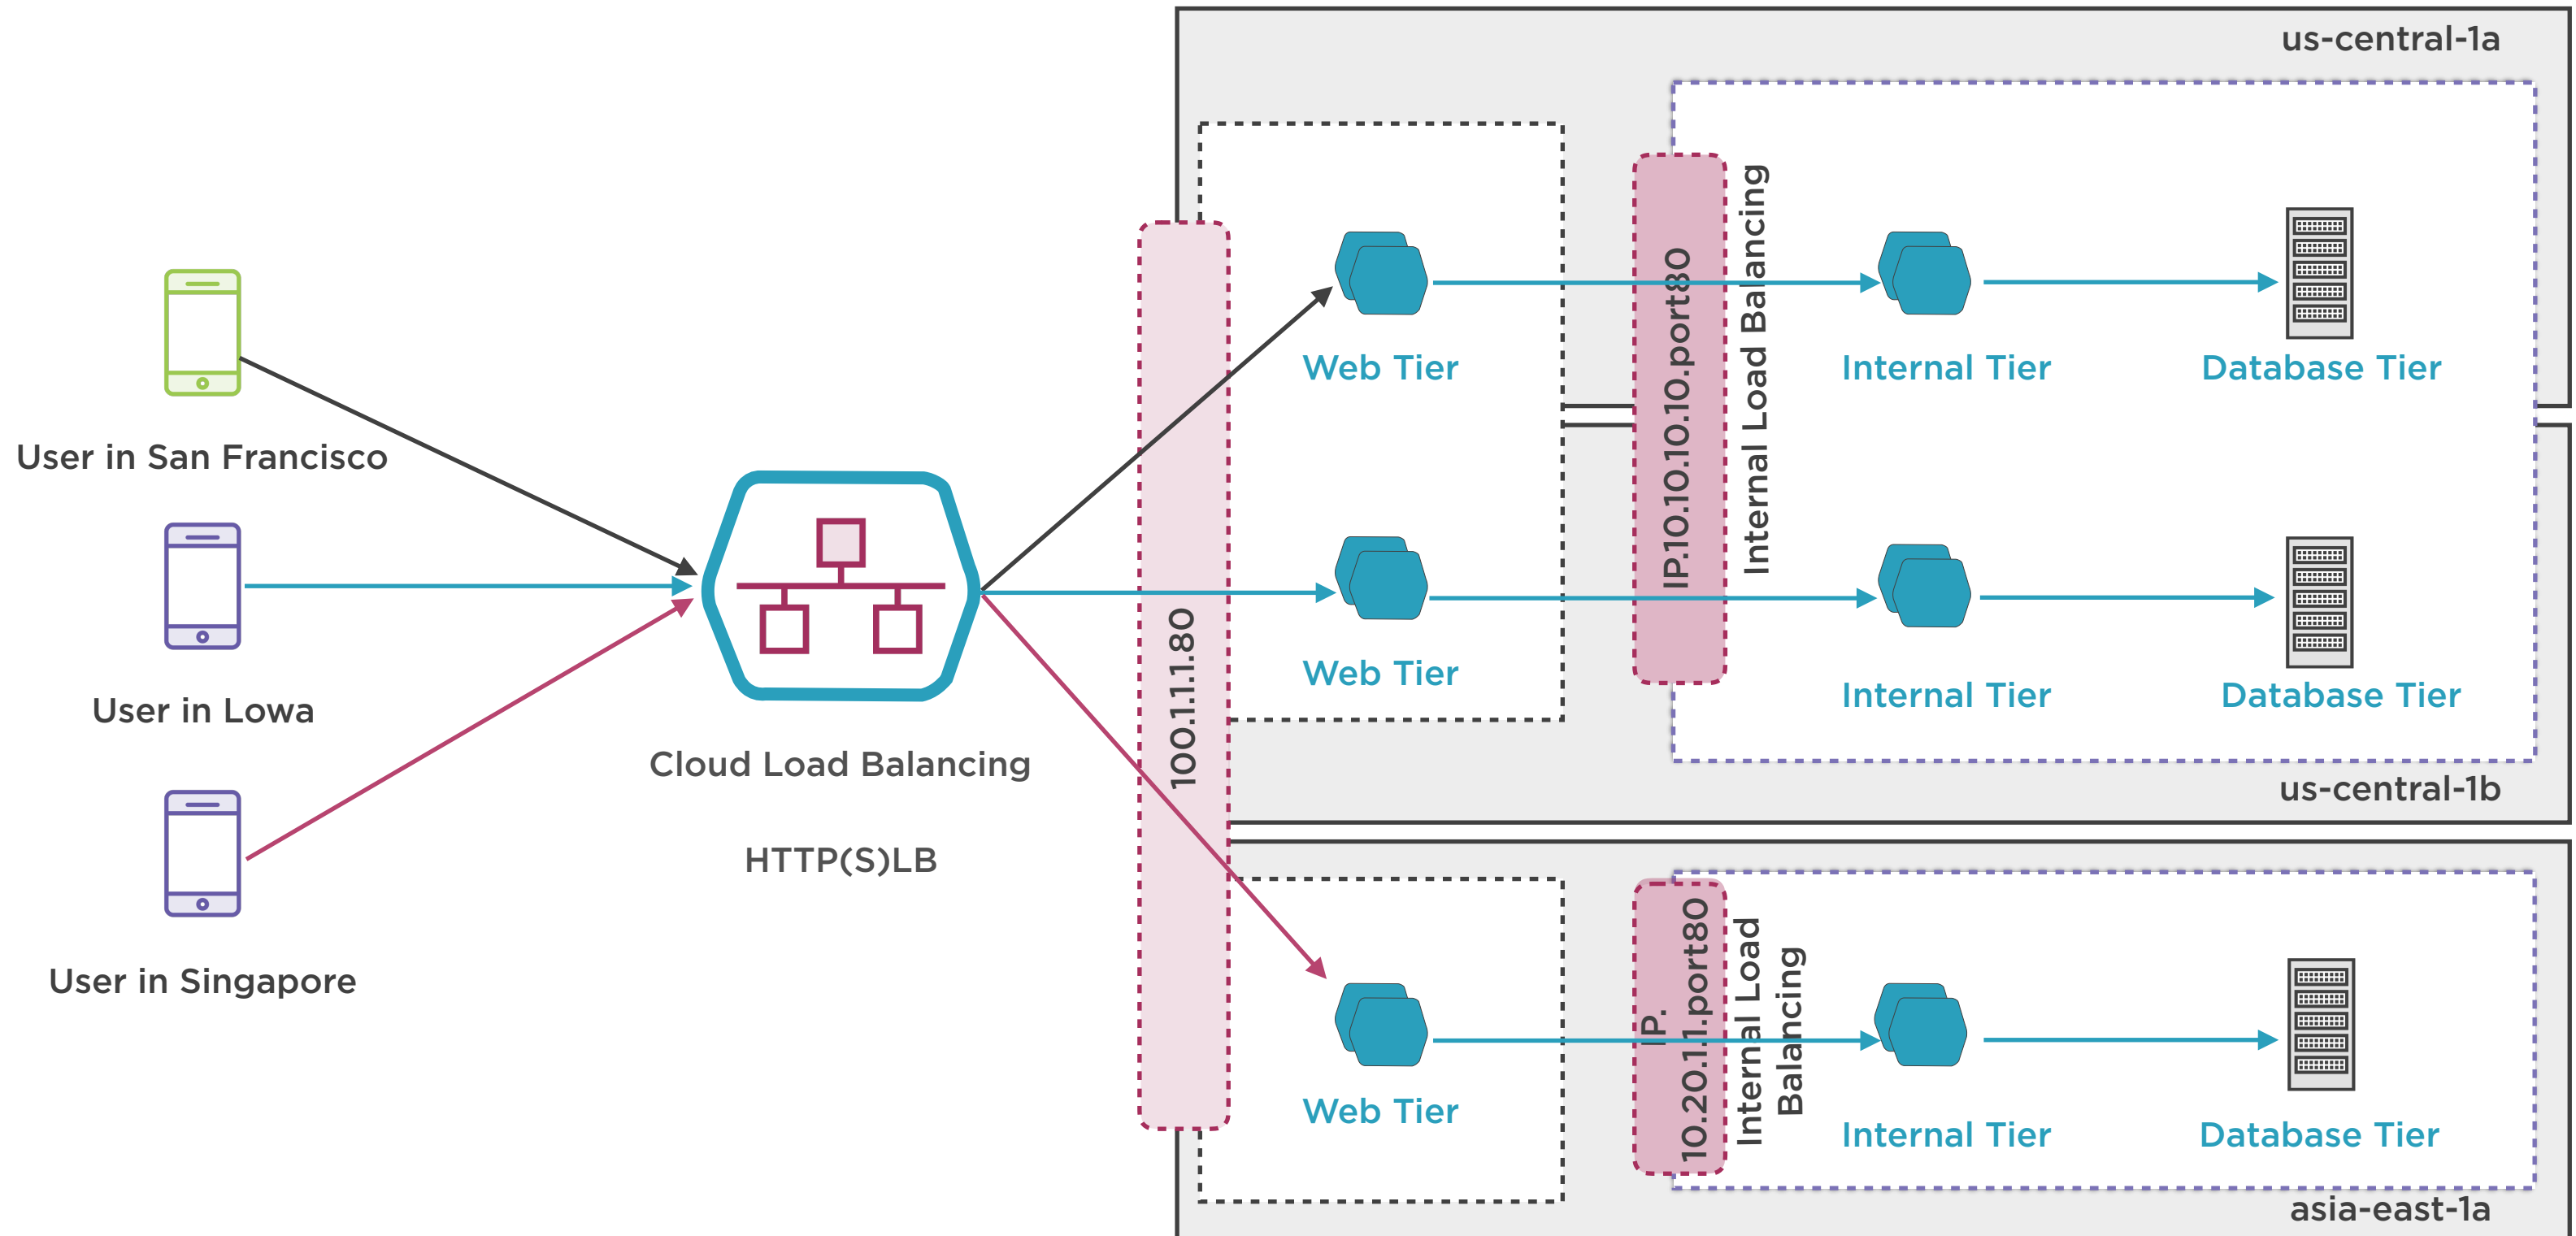 us-central-1a
User in San Francisco
User in Lowa
User in Singapore
Cloud Load Balancing
HTTP(S)LB
100.1.1.80
Web Tier
IP.10.10.10.10.port80
Internal Load Balancing
Internal Tier
Database Tier
Web Tier
Internal Tier
Database Tier
us-central-1b
Web Tier
IP.
10.20.1.1.port80
Internal Load
Balancing
Internal Tier
Database Tier
asia-east-1a